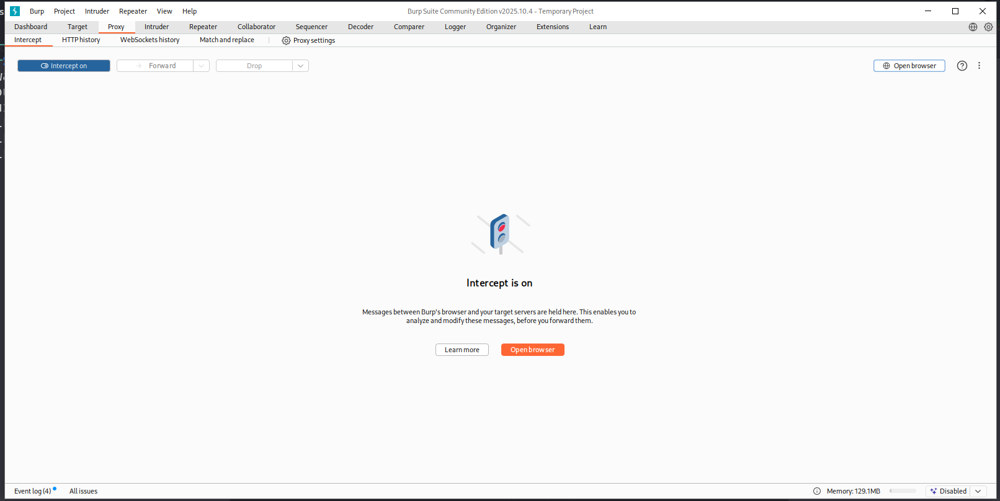 Burp Project Intruder Repeater View Help Burp Suite Community Edition v2025.10.4 - Temporary Project
Dashboard Target Proxy Intruder Repeater Collaborator Sequencer Decoder Comparer Logger Organizer Extensions Learn
Intercept HTTP history WebSockets history Match and replace Proxy settings
Intercept on Forward Drop Open browser
Intercept is on
Messages between Burp's browser and your target servers are held here. This enables you to
analyze and modify these messages, before you forward them.
Learn more Open browser
Event log (4) All issues Memory: 129.1MB Disabled